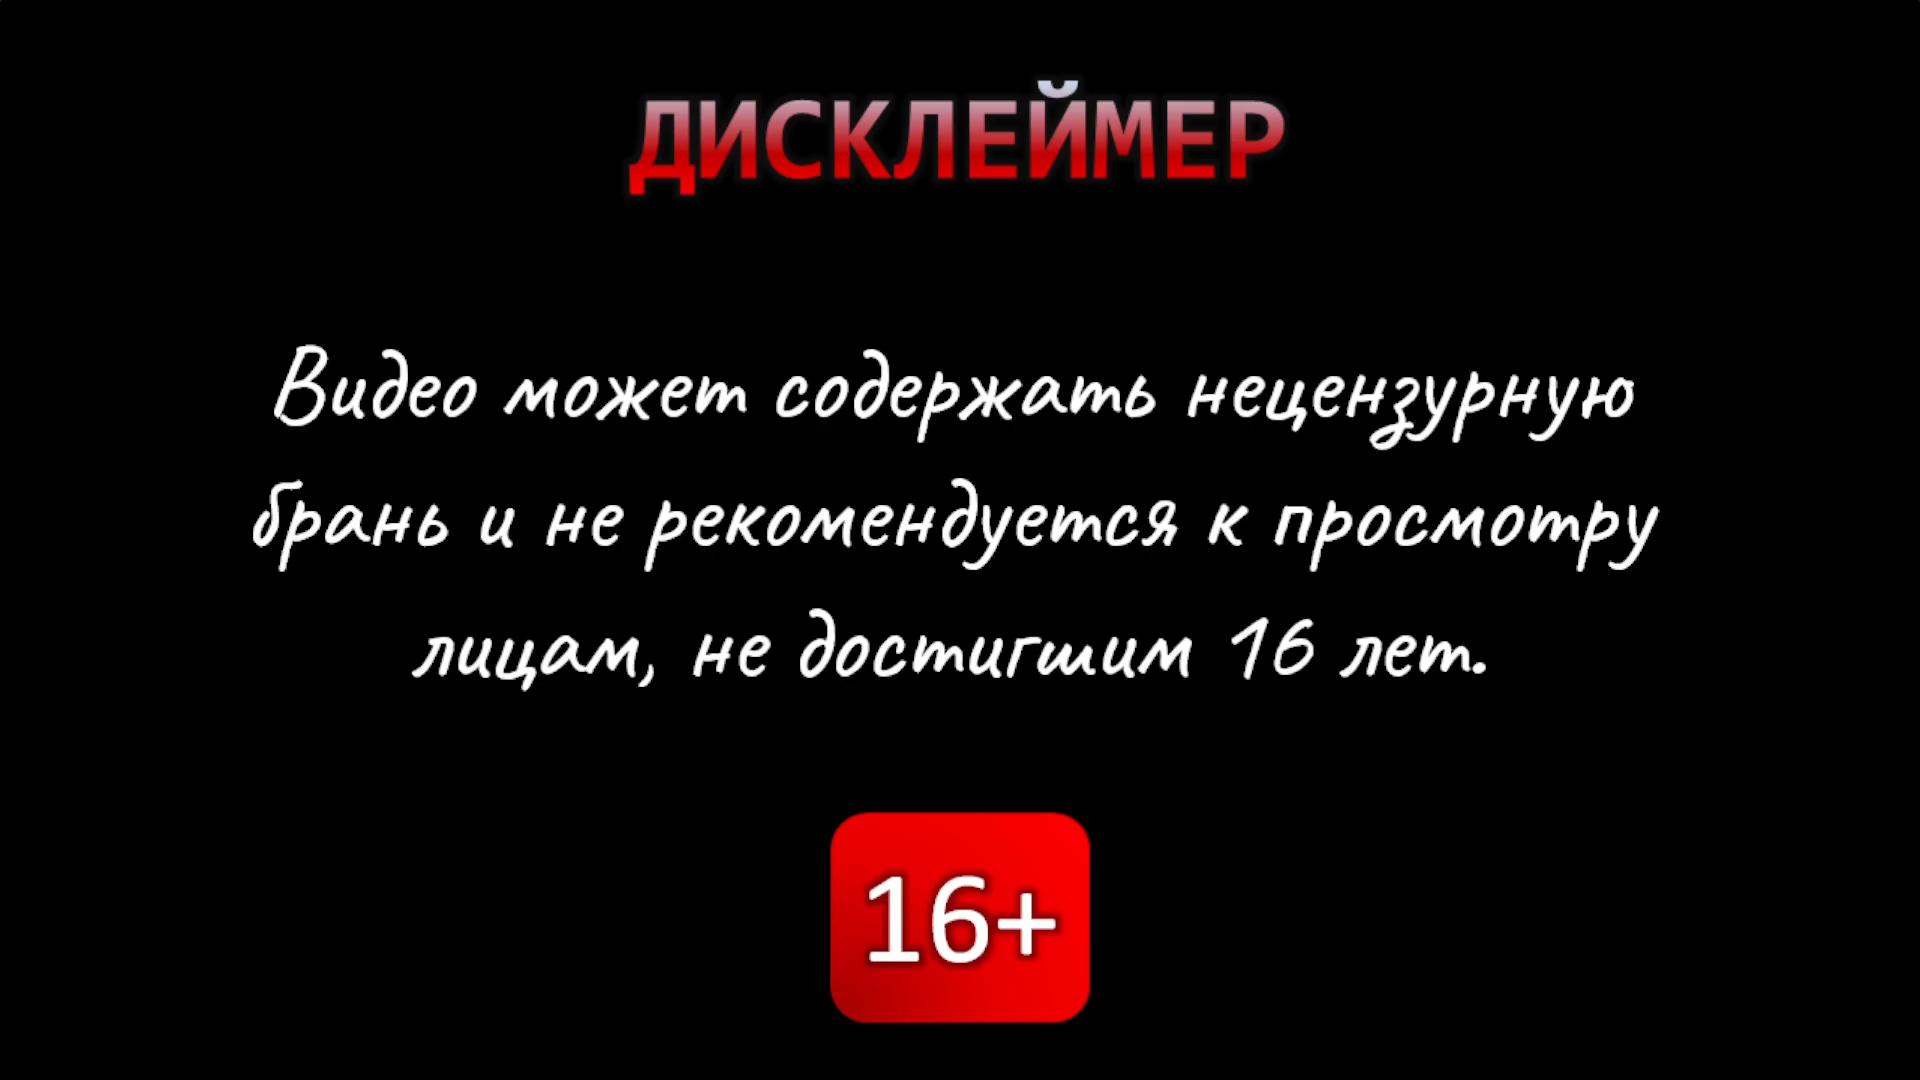 ДИСКЛЕЙМЕР
Видео может содержать нецензурную
брань и не рекомендуется к просмотру
лицам, не достигшим 16 лет.
16+